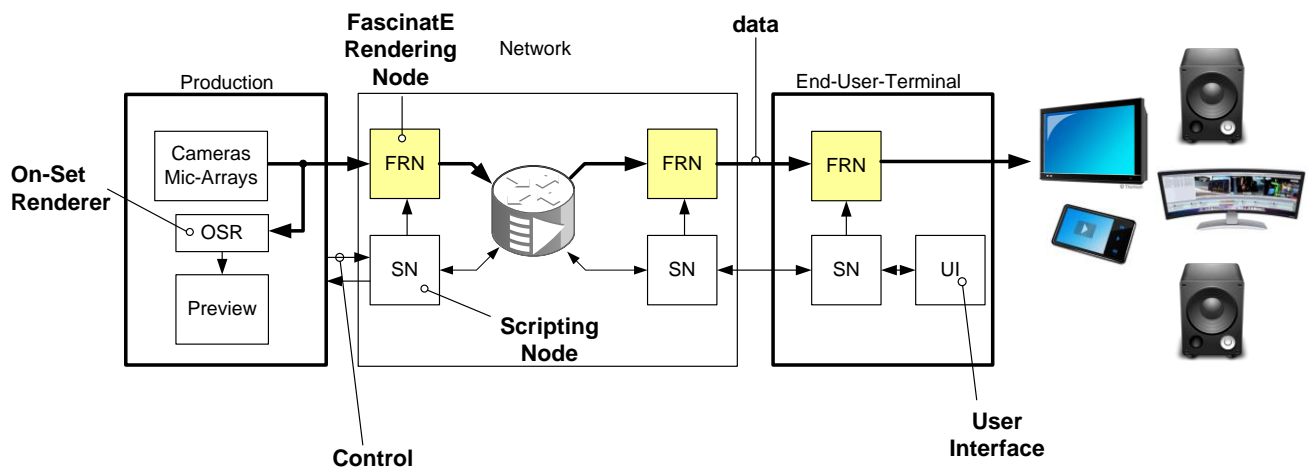 FascinatE
Rendering
Node
Network
data
Production
End-User-Terminal
Cameras
Mic-Arrays
FRN
FRN
FRN
On-Set
Renderer
OSR
SN
SN
SN
UI
Preview
Scripting
Node
User
Interface
Control